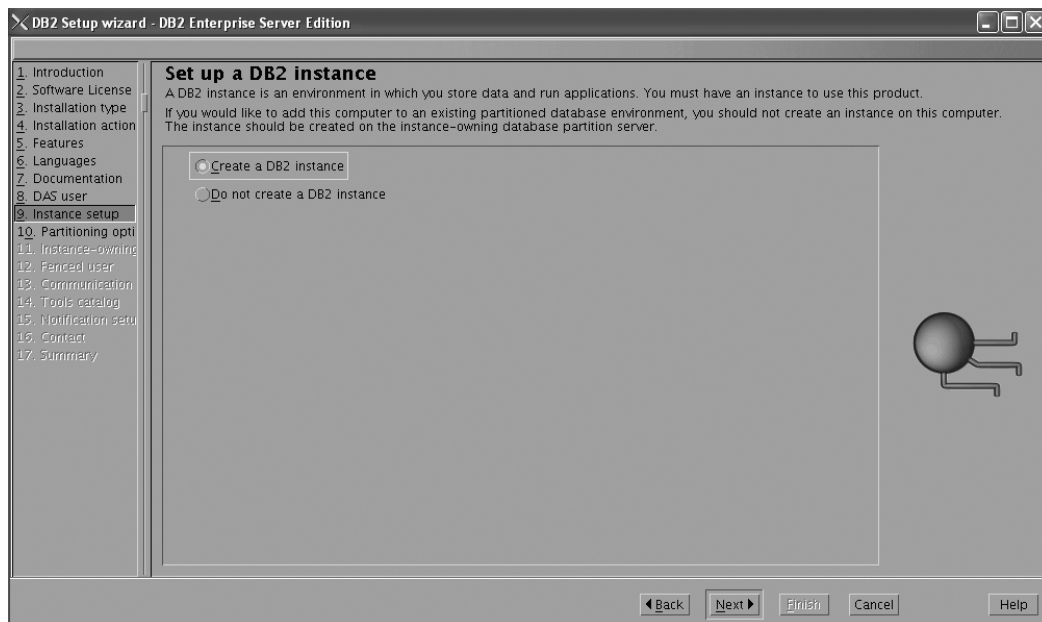 DB2 Setup wizard - DB2 Enterprise Server Edition
1. Introduction
2. Software License
3. Installation type
4. Installation action
5. Features
6. Languages
7. Documentation
8. DAS user
9. Instance setup
10. Partitioning opti
11. Instance-owning
12. Fenced user
13. Communication
14. Tools catalog
15. Notification setu
16. Contact
17. Summary
Set up a DB2 instance
A DB2 instance is an environment in which you store data and run applications. You must have an instance to use this product.
If you would like to add this computer to an existing partitioned database environment, you should not create an instance on this computer.
The instance should be created on the instance-owning database partition server.
Create a DB2 instance
Do not create a DB2 instance
Back Next Finish Cancel Help